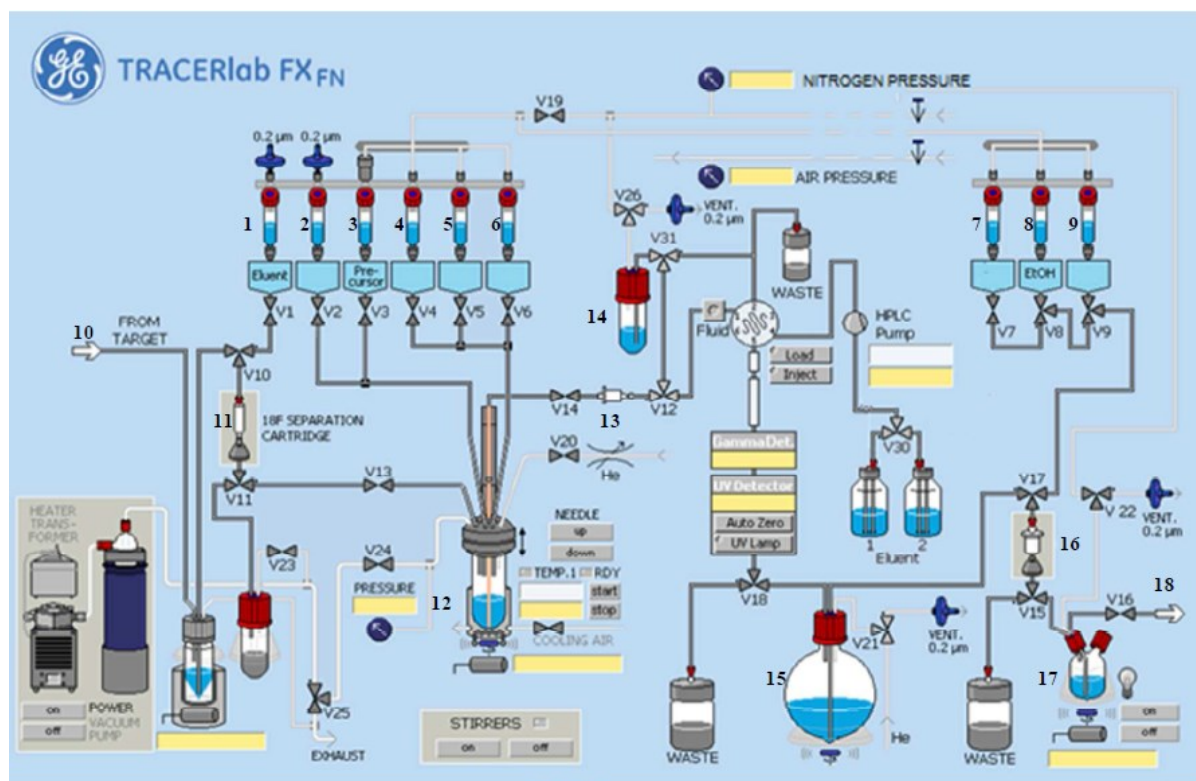 GE
TRACERlab FXFN
NITROGEN PRESSURE
V19
0.2 µm 0.2 µm
AIR PRESSURE
V26
VENT.
0.2 µm
1 2 3 4 5 6
7 8 9
V31
WASTE
14
Eluent
Pre-
cursor
EtOH
V1 V2 V3 V4 V5 V6
Fluid
HPLC
Pump
V7 V8 V9
10
FROM
TARGET
Load
Inject
V10
V14 13 V12
11
18F SEPARATION
CARTRIDGE
V20
He
GammaDet.
V30
V13
V11
UV Detector
V17
V 22
VENT.
0.2 µm
HEATER
TRANS-
FORMER
NEEDLE
up
down
Auto Zero
UV Lamp
1 2
Eluent
16
V23
V24
PRESSURE
12
TEMP.1 RDY
start
stop
V18
V15
V16
18
COOLING AIR
V21
VENT.
0.2 µm
15
17
on
off
POWER
VACUUM
PUMP
V25
EXHAUST
STIRRERS
on off
WASTE
He
WASTE
on
off